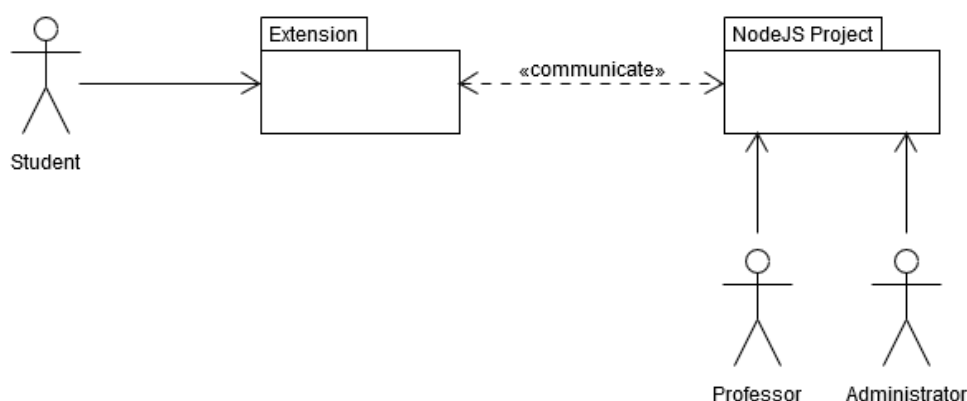 Extension
NodeJS Project
«communicate»
Student
Professor
Administrator